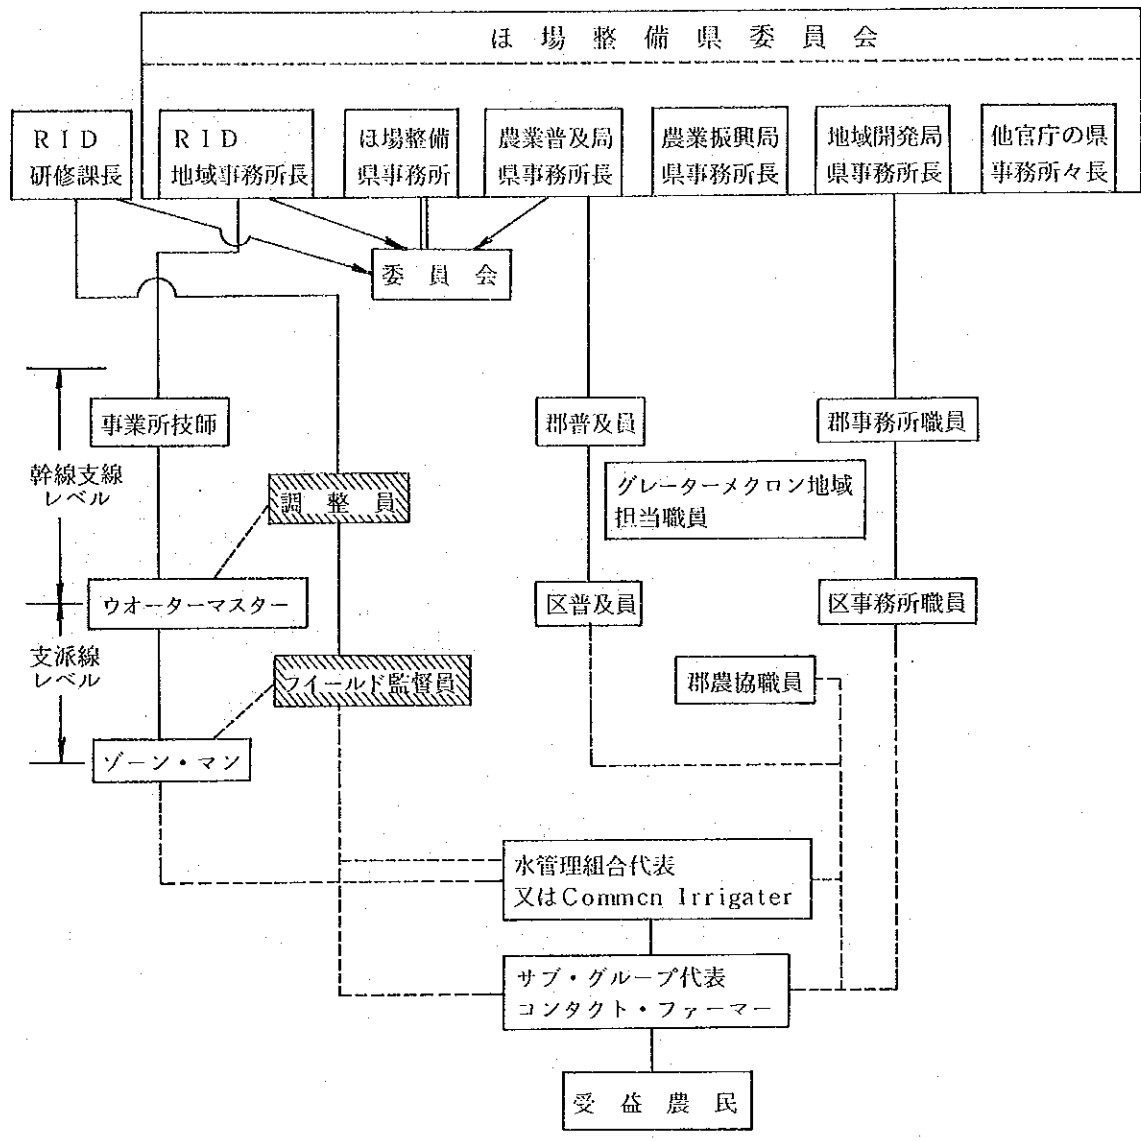 ほ場整備県委員会
RID
研修課長
RID
地域事務所長
ほ場整備
県事務所
農業普及局
県事務所長
農業振興局
県事務所長
地域開発局
県事務所長
他官庁の県
事務所々長
委員会
事業所技師
郡普及員
郡事務所職員
幹線支線
レベル
調整員
グレーターメクロン地域
担当職員
ウオーターマスター
区普及員
区事務所職員
支派線
レベル
フイールド監督員
郡農協職員
ゾーン・マン
水管理組合代表
又はCommcn Irrigater
サブ・グループ代表
コンタクト・ファーマー
受益農民